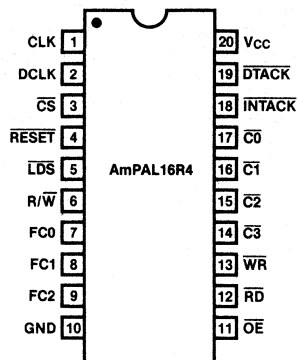 CLK 1 20 VCC
DCLK 2 19 DTACK
CS 3 18 INTACK
RESET 4 17 C0
LDS 5 AmPAL16R4 16 C1
R/W 6 15 C2
FC0 7 14 C3
FC1 8 13 WR
FC2 9 12 RD
GND 10 11 OE